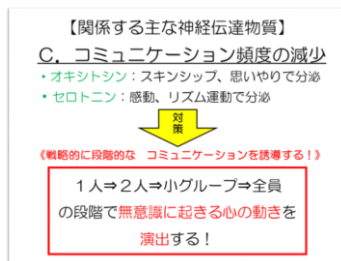 【関係する主な神経伝達物質】
C．コミュニケーション頻度の減少
・オキシトシン：スキンシップ、思いやりで分泌
・セロトニン：感動、リズム運動で分泌
対
策
《戦略的に段階的な　コミュニケーションを誘導する！》
１人⇒２人⇒小グループ⇒全員
の段階で無意識に起きる心の動きを
演出する！